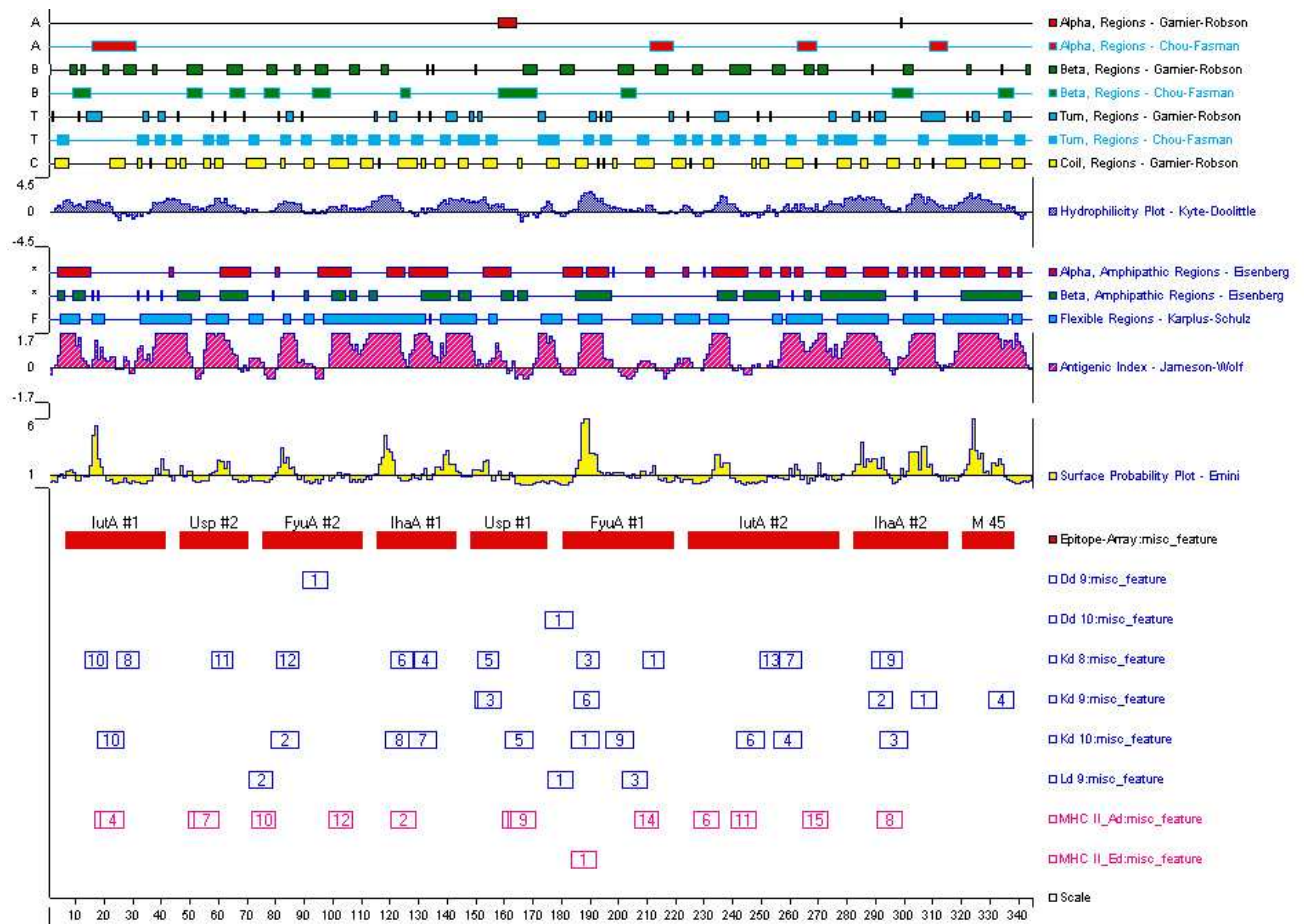 A Alpha, Regions - Garnier-Robson
A Alpha, Regions - Chou-Fasman
B Beta, Regions - Garnier-Robson
B Beta, Regions - Chou-Fasman
T Turn, Regions - Garnier-Robson
T Turn, Regions - Chou-Fasman
C Coil, Regions - Garnier-Robson
4.5
0 Hydrophilicity Plot - Kyte-Doolittle
-4.5
* Alpha, Amphipathic Regions - Eisenberg
* Beta, Amphipathic Regions - Eisenberg
F Flexible Regions - Karplus-Schulz
1.7
0 Antigenic Index - Jameson-Wolf
-1.7
6
1 Surface Probability Plot - Emini
IutA #1 Usp #2 FyuA #2 IhaA #1 Usp #1 FyuA #1 IutA #2 IhaA #2 M 45
Epitope-Array:misc_feature
1 Dd 9:misc_feature
1 Dd 10:misc_feature
10 8 11 12 6 4 5 3 1 13 7 9 Kd 8:misc_feature
3 6 2 1 4 Kd 9:misc_feature
10 2 8 7 5 1 9 6 4 3 Kd 10:misc_feature
2 1 3 Ld 9:misc_feature
4 7 10 12 2 9 14 6 11 15 8 MHC II_Ad:misc_feature
1 MHC II_Ed:misc_feature
Scale
10 20 30 40 50 60 70 80 90 100 110 120 130 140 150 160 170 180 190 200 210 220 230 240 250 260 270 280 290 300 310 320 330 340